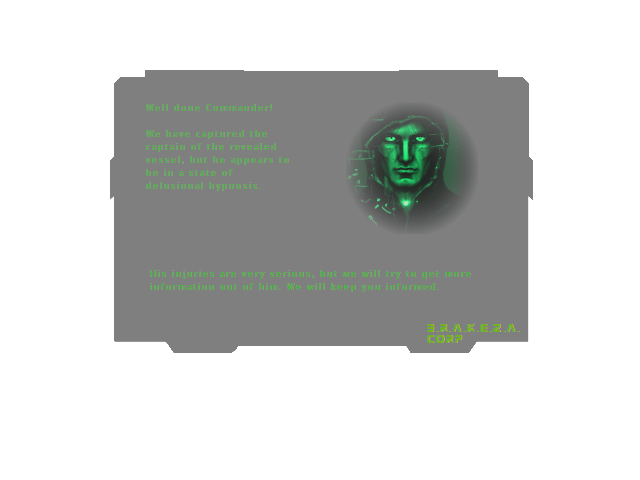 Well done Commander!
We have captured the
captain of the revealed
vessel, but he appears to
be in a state of
delusional hypnosis.
His injuries are very serious, but we will try to get more
information out of him. We will keep you informed.
B.R.A.K.E.R.A.
CORP